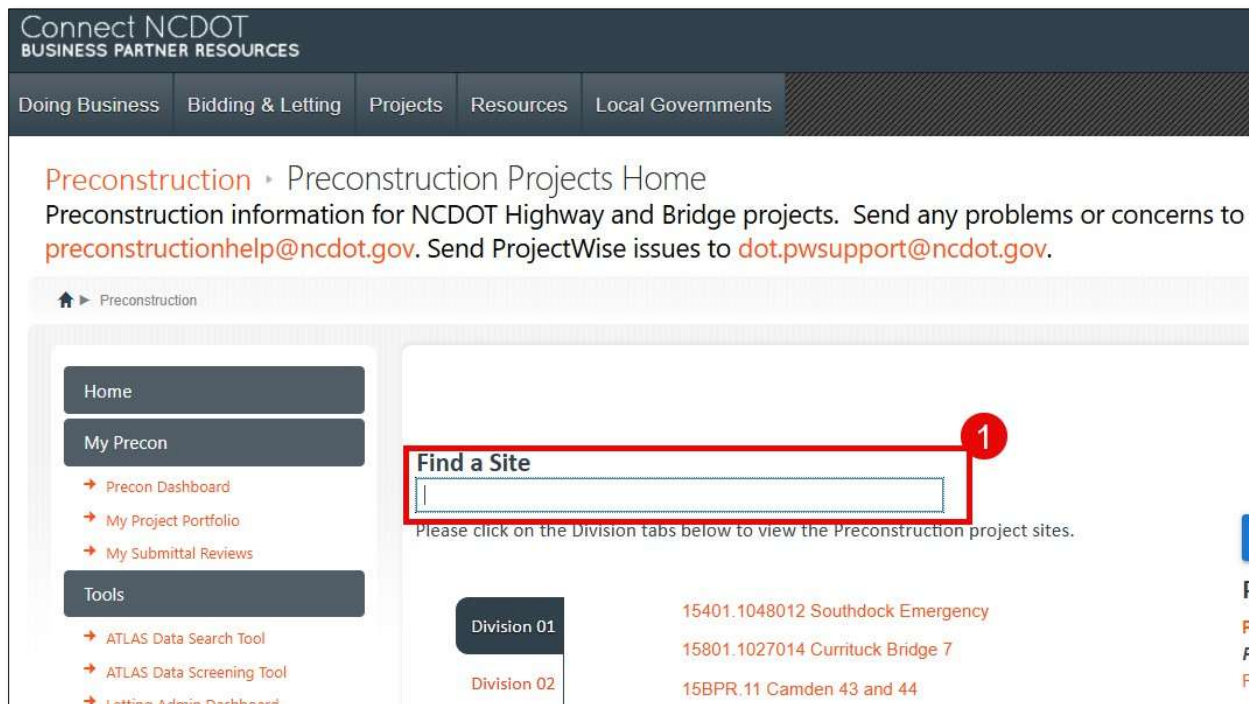 Connect NCDOT
BUSINESS PARTNER RESOURCES
Doing Business Bidding & Letting Projects Resources Local Governments
Preconstruction ▸ Preconstruction Projects Home
Preconstruction information for NCDOT Highway and Bridge projects. Send any problems or concerns to
preconstructionhelp@ncdot.gov. Send ProjectWise issues to dot.pwsupport@ncdot.gov.
Preconstruction
Home
My Precon
Precon Dashboard
My Project Portfolio
My Submittal Reviews
Tools
ATLAS Data Search Tool
ATLAS Data Screening Tool
Letting Admin Dashboard
1
Find a Site
Please click on the Division tabs below to view the Preconstruction project sites.
Division 01
Division 02
15401.1048012 Southdock Emergency
15801.1027014 Currituck Bridge 7
15BPR.11 Camden 43 and 44